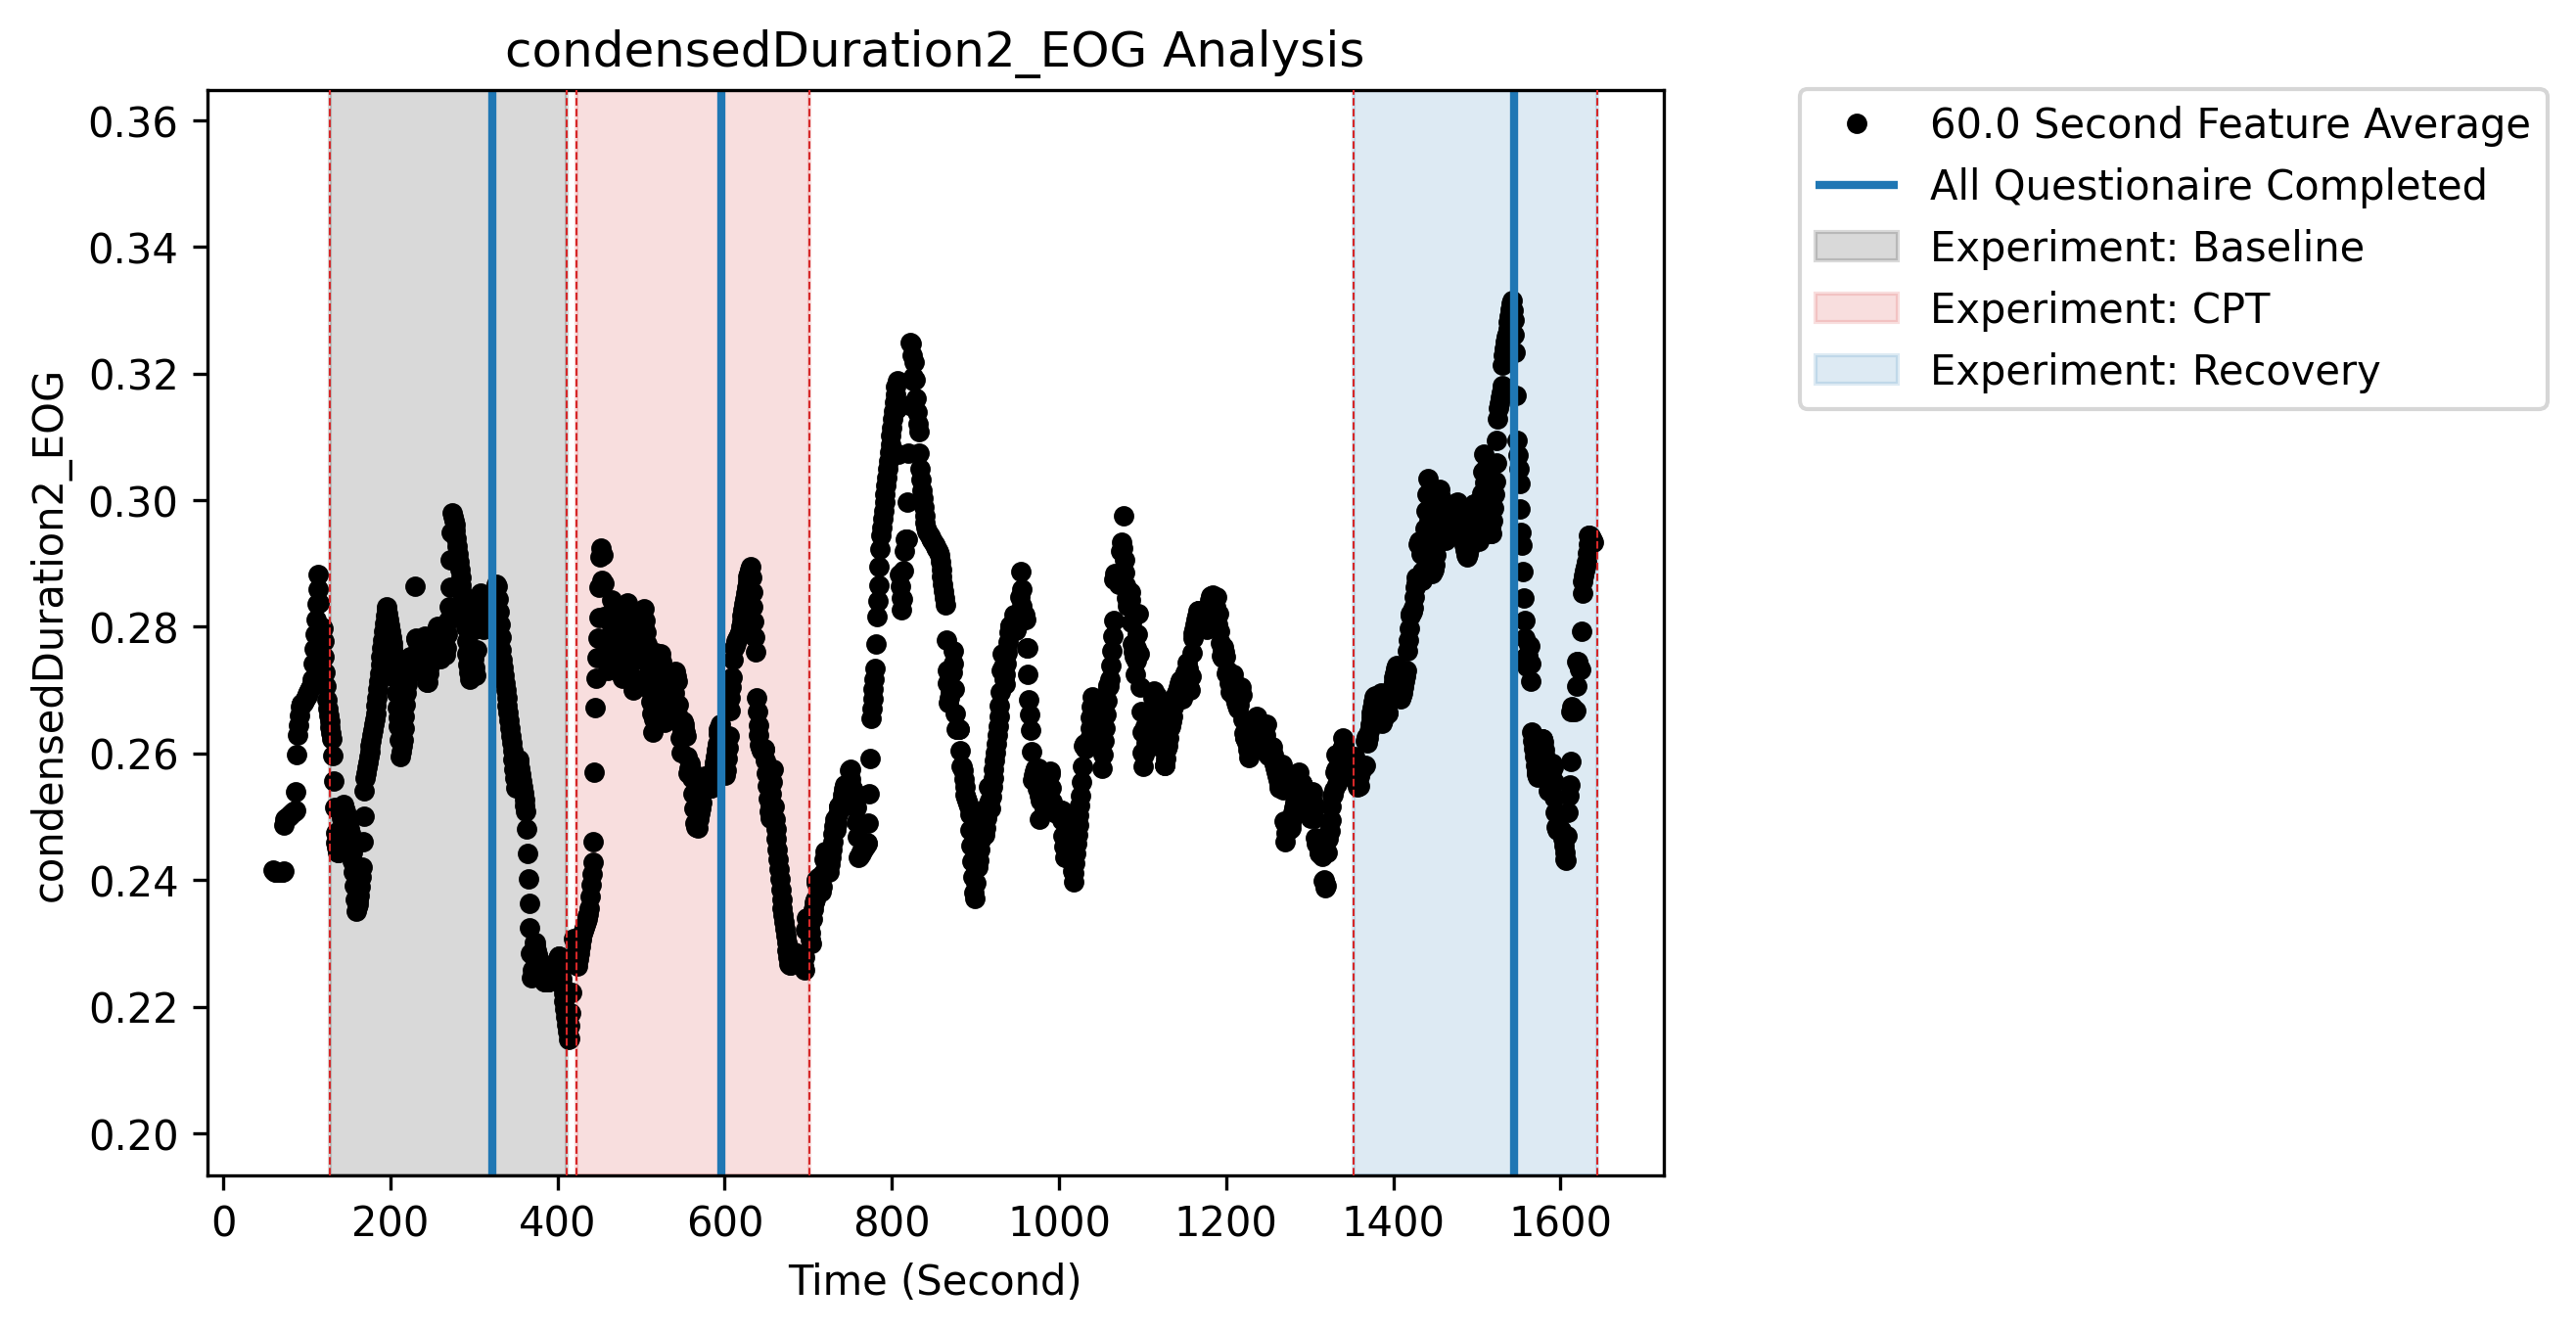 condensedDuration2_EOG Analysis
condensedDuration2_EOG
0.36
0.34
0.32
0.30
0.28
0.26
0.24
0.22
0.20
0 200 400 600 800 1000 1200 1400 1600
Time (Second)
60.0 Second Feature Average
All Questionaire Completed
Experiment: Baseline
Experiment: CPT
Experiment: Recovery